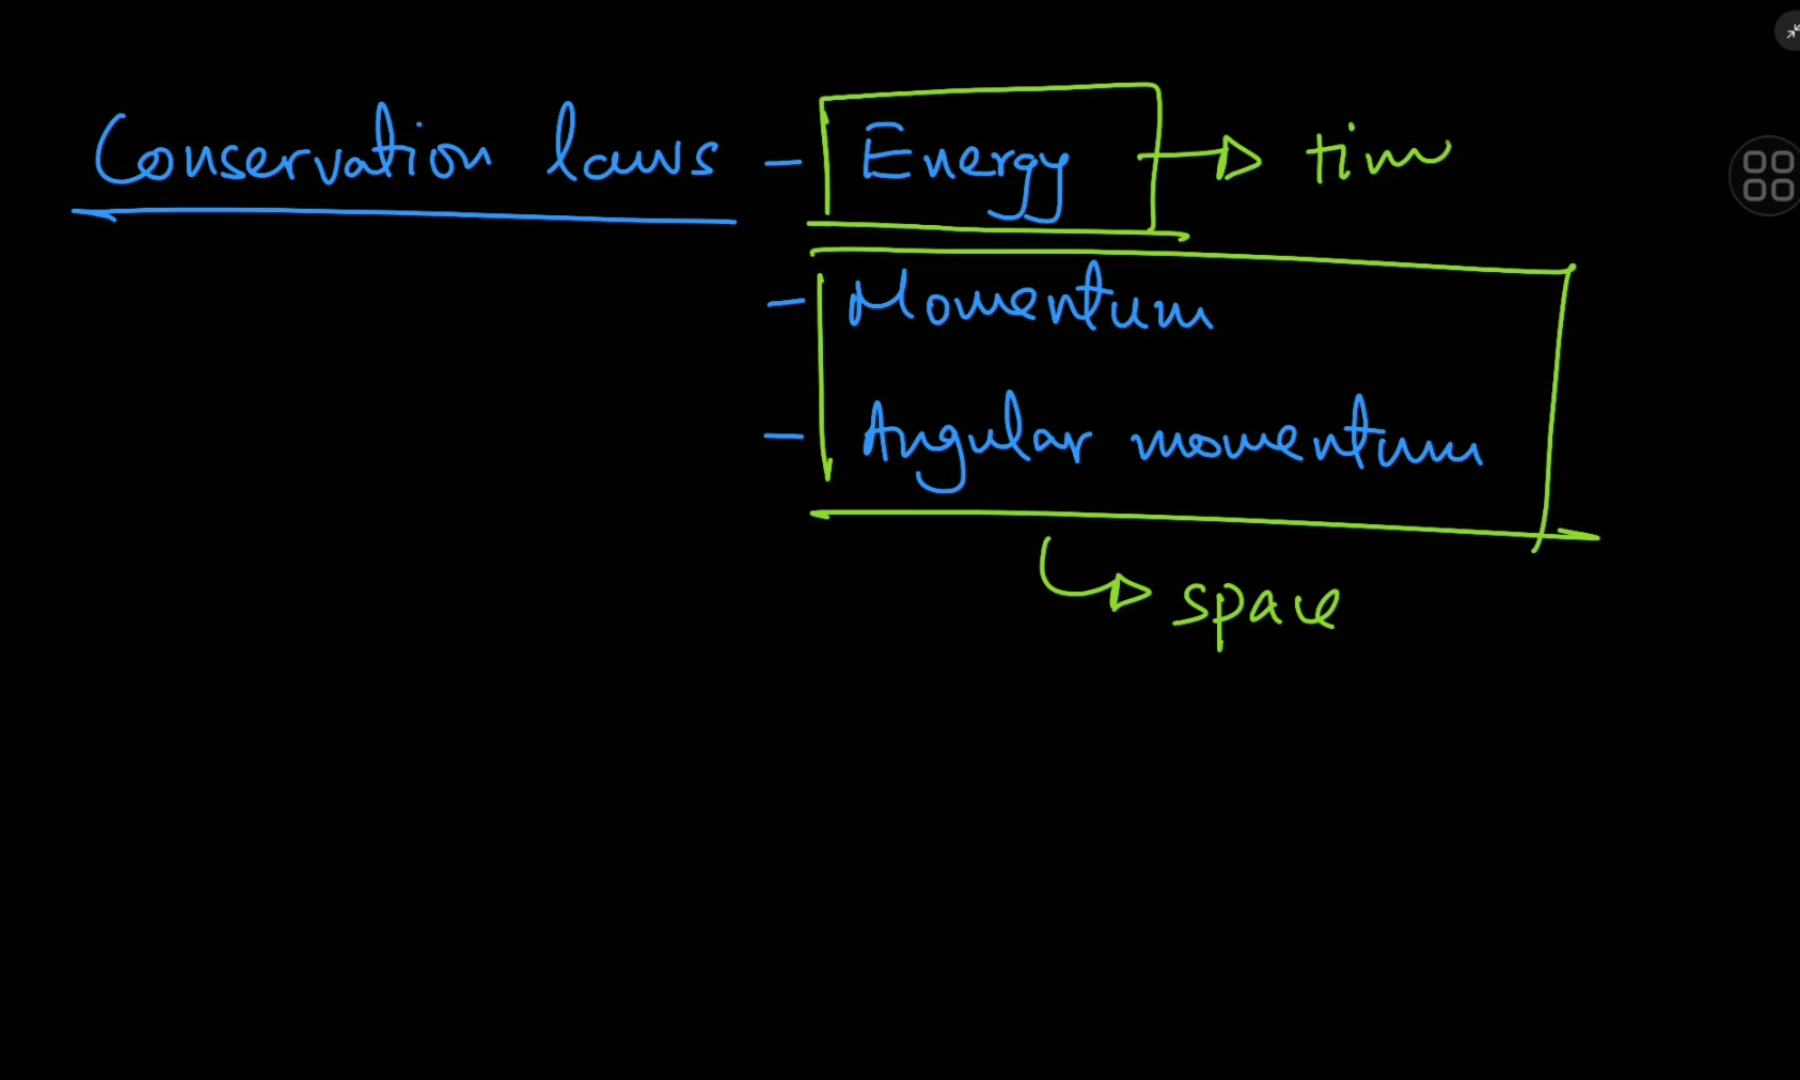 Conservation laws - Energy → time
- Momentum
- Angular momentum
↳ space